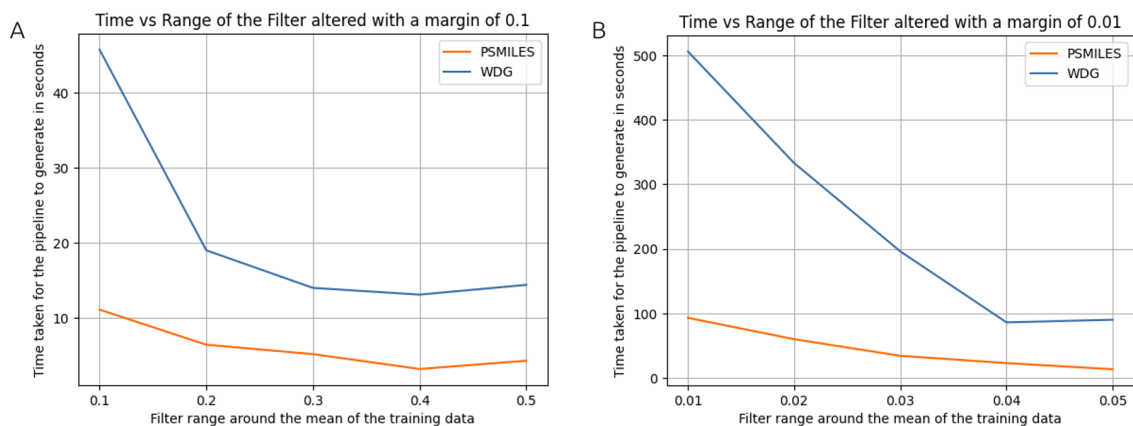 A
Time vs Range of the Filter altered with a margin of 0.1
Time taken for the pipeline to generate in seconds
40
30
20
10
PSMILES
WDG
0.1 0.2 0.3 0.4 0.5
Filter range around the mean of the training data
B
Time vs Range of the Filter altered with a margin of 0.01
Time taken for the pipeline to generate in seconds
500
400
300
200
100
0
PSMILES
WDG
0.01 0.02 0.03 0.04 0.05
Filter range around the mean of the training data